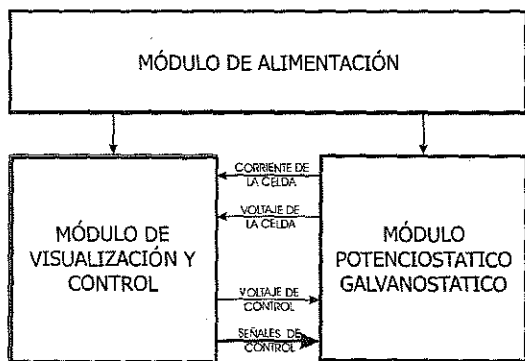 MÓDULO DE ALIMENTACIÓN
CORRIENTE DE
LA CELDA
VOLTAJE DE
LA CELDA
MÓDULO DE
VISUALIZACIÓN Y
CONTROL
MÓDULO
POTENCIOSTATICO
GALVANOSTATICO
VOLTAJE DE
CONTROL
SEÑALES DE
CONTROL